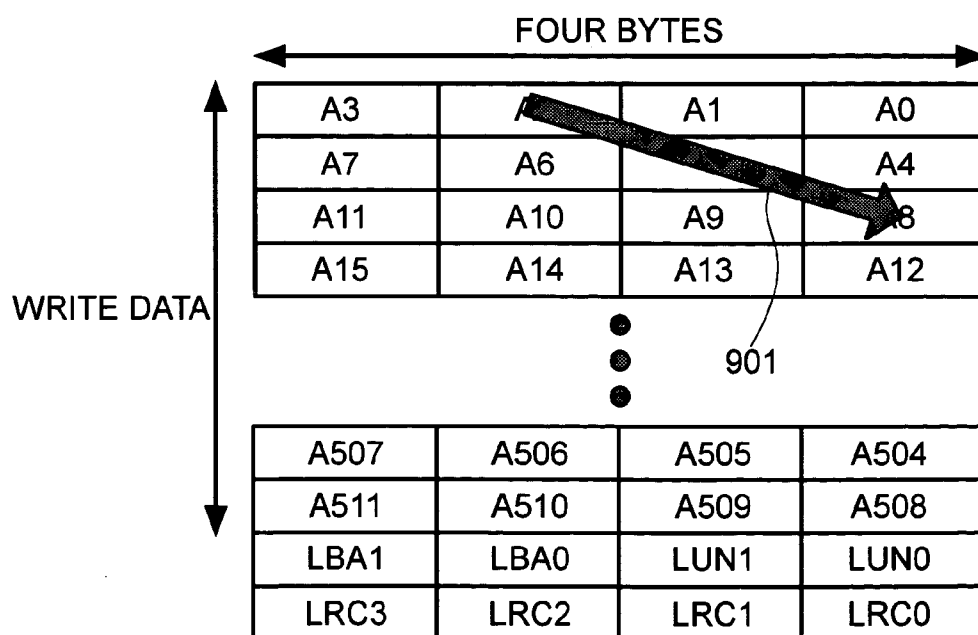 FOUR BYTES
A3 A1 A0
A7 A6 A4
A11 A10 A9 A8
A15 A14 A13 A12
WRITE DATA
901
A507 A506 A505 A504
A511 A510 A509 A508
LBA1 LBA0 LUN1 LUN0
LRC3 LRC2 LRC1 LRC0